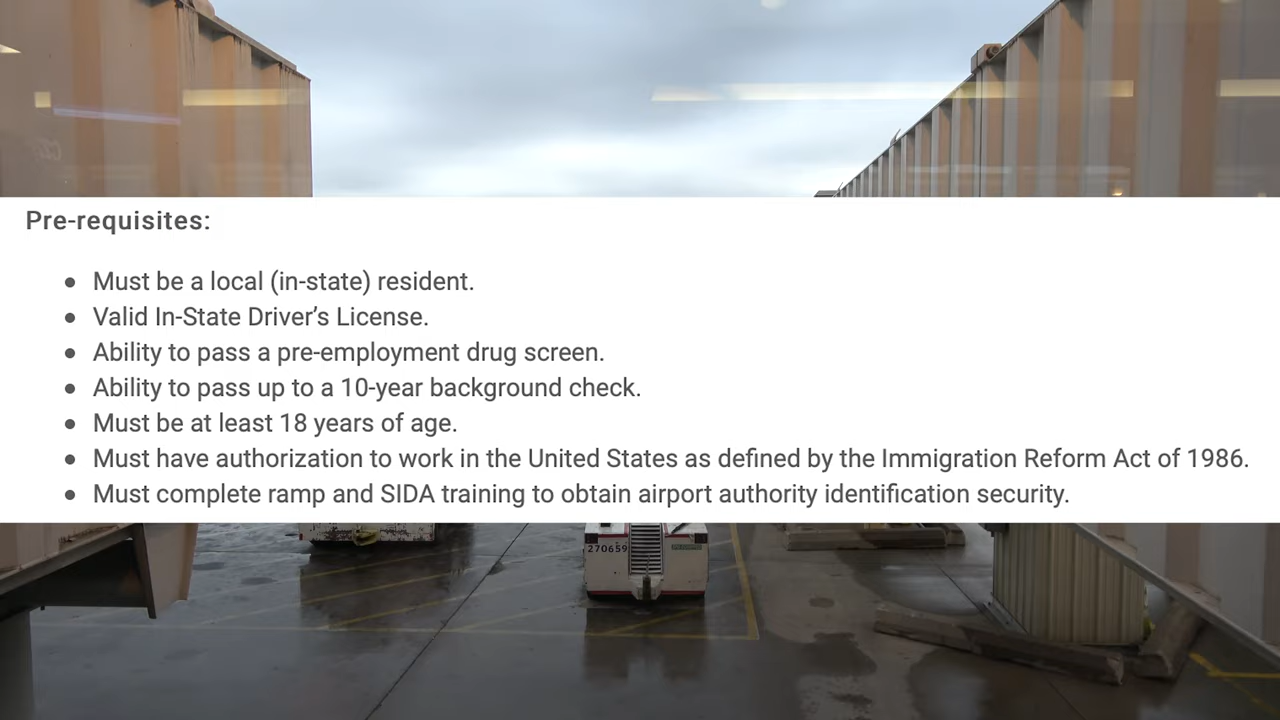 Pre-requisites:
Must be a local (in-state) resident.
Valid In-State Driver’s License.
Ability to pass a pre-employment drug screen.
Ability to pass up to a 10-year background check.
Must be at least 18 years of age.
Must have authorization to work in the United States as defined by the Immigration Reform Act of 1986.
Must complete ramp and SIDA training to obtain airport authority identification security.
270659